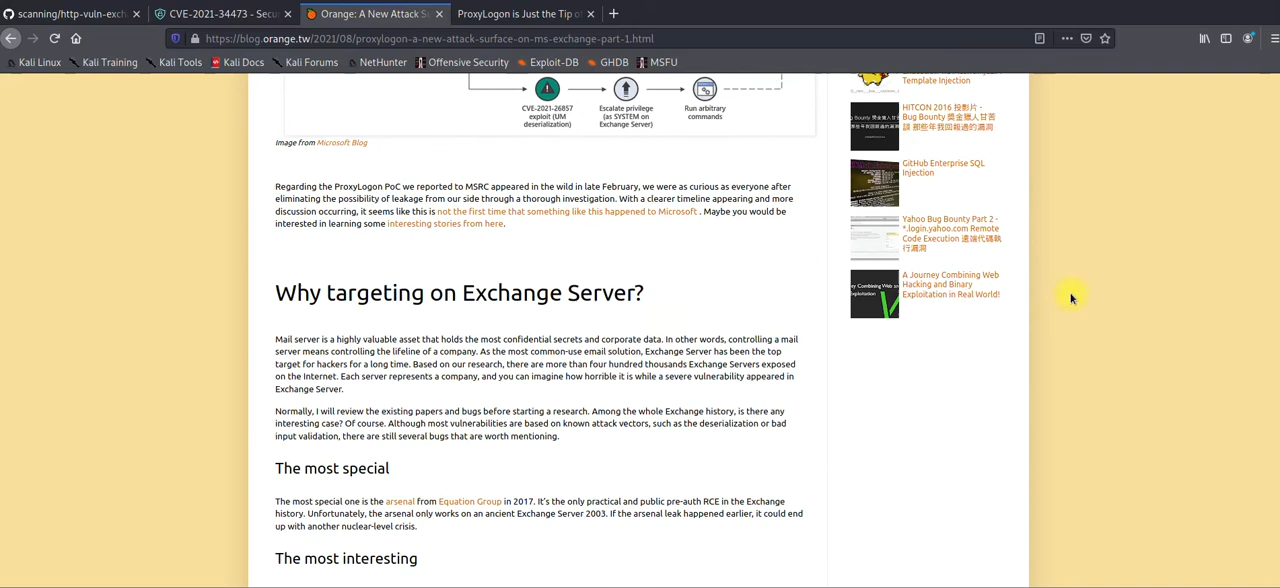 scanning/http-vuln-exch
CVE-2021-34473 - Secu
Orange: A New Attack S
ProxyLogon is Just the Tip o
https://blog.orange.tw/2021/08/proxylogon-a-new-attack-surface-on-ms-exchange-part-1.html
Kali Linux
Kali Training
Kali Tools
Kali Docs
Kali Forums
NetHunter
Offensive Security
Exploit-DB
GHDB
MSFU
CVE-2021-26857
exploit (UM
deserialization)
Escalate privilege
(as SYSTEM on
Exchange Server)
Run arbitrary
commands
Image from Microsoft Blog
Regarding the ProxyLogon PoC we reported to MSRC appeared in the wild in late February, we were as curious as everyone after
eliminating the possibility of leakage from our side through a thorough investigation. With a clearer timeline appearing and more
discussion occurring, it seems like this is not the first time that something like this happened to Microsoft . Maybe you would be
interested in learning some interesting stories from here.
Why targeting on Exchange Server?
Mail server is a highly valuable asset that holds the most confidential secrets and corporate data. In other words, controlling a mail
server means controlling the lifeline of a company. As the most common-use email solution, Exchange Server has been the top
target for hackers for a long time. Based on our research, there are more than four hundred thousands Exchange Servers exposed
on the Internet. Each server represents a company, and you can imagine how horrible it is while a severe vulnerability appeared in
Exchange Server.
Normally, I will review the existing papers and bugs before starting a research. Among the whole Exchange history, is there any
interesting case? Of course. Although most vulnerabilities are based on known attack vectors, such as the deserialization or bad
input validation, there are still several bugs that are worth mentioning.
The most special
The most special one is the arsenal from Equation Group in 2017. It's the only practical and public pre-auth RCE in the Exchange
history. Unfortunately, the arsenal only works on an ancient Exchange Server 2003. If the arsenal leak happened earlier, it could end
up with another nuclear-level crisis.
The most interesting
Template Injection
HITCON 2016 投影片 -
Bug Bounty 獎金獵人甘苦
談 那些年我回報過的漏洞
GitHub Enterprise SQL
Injection
Yahoo Bug Bounty Part 2 -
*.login.yahoo.com Remote
Code Execution 遠端代碼執
行漏洞
A Journey Combining Web
Hacking and Binary
Exploitation in Real World!